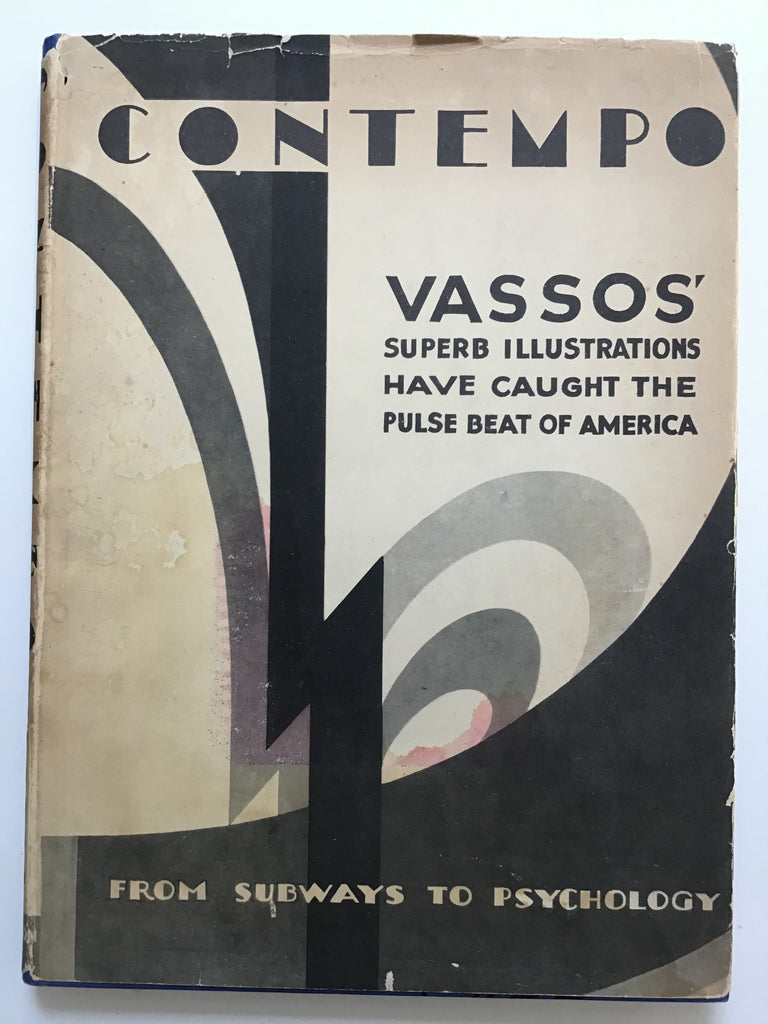 CONTEMPO
VASSOS'
SUPERB ILLUSTRATIONS
HAVE CAUGHT THE
PULSE BEAT OF AMERICA
FROM SUBWAYS TO PSYCHOLOGY